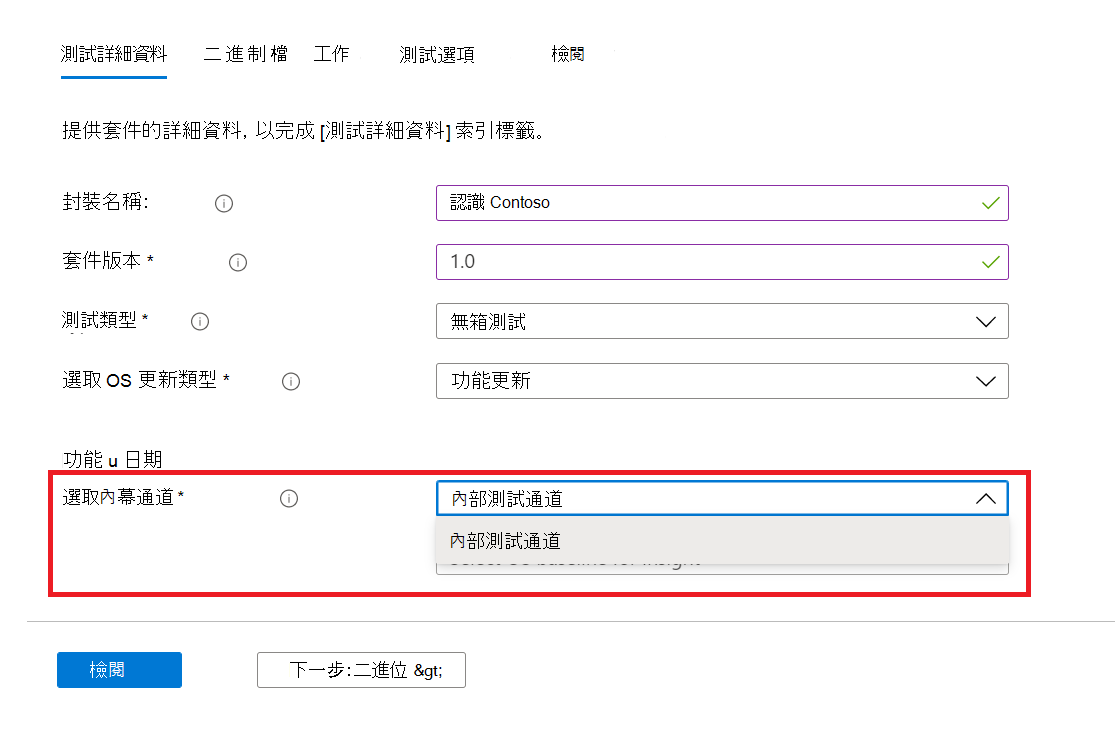 測試詳細資料 二進制檔 工作 測試選項 檢閱
提供套件的詳細資料, 以完成 [測試詳細資料] 索引標籤。
封裝名稱: 認識 Contoso
套件版本 * 1.0
測試類型 * 無箱測試
選取 OS 更新類型 * 功能更新
功能 u 日期
選取內幕通道 * 內部測試通道
內部測試通道
檢閱 下一步:二進位 &gt;